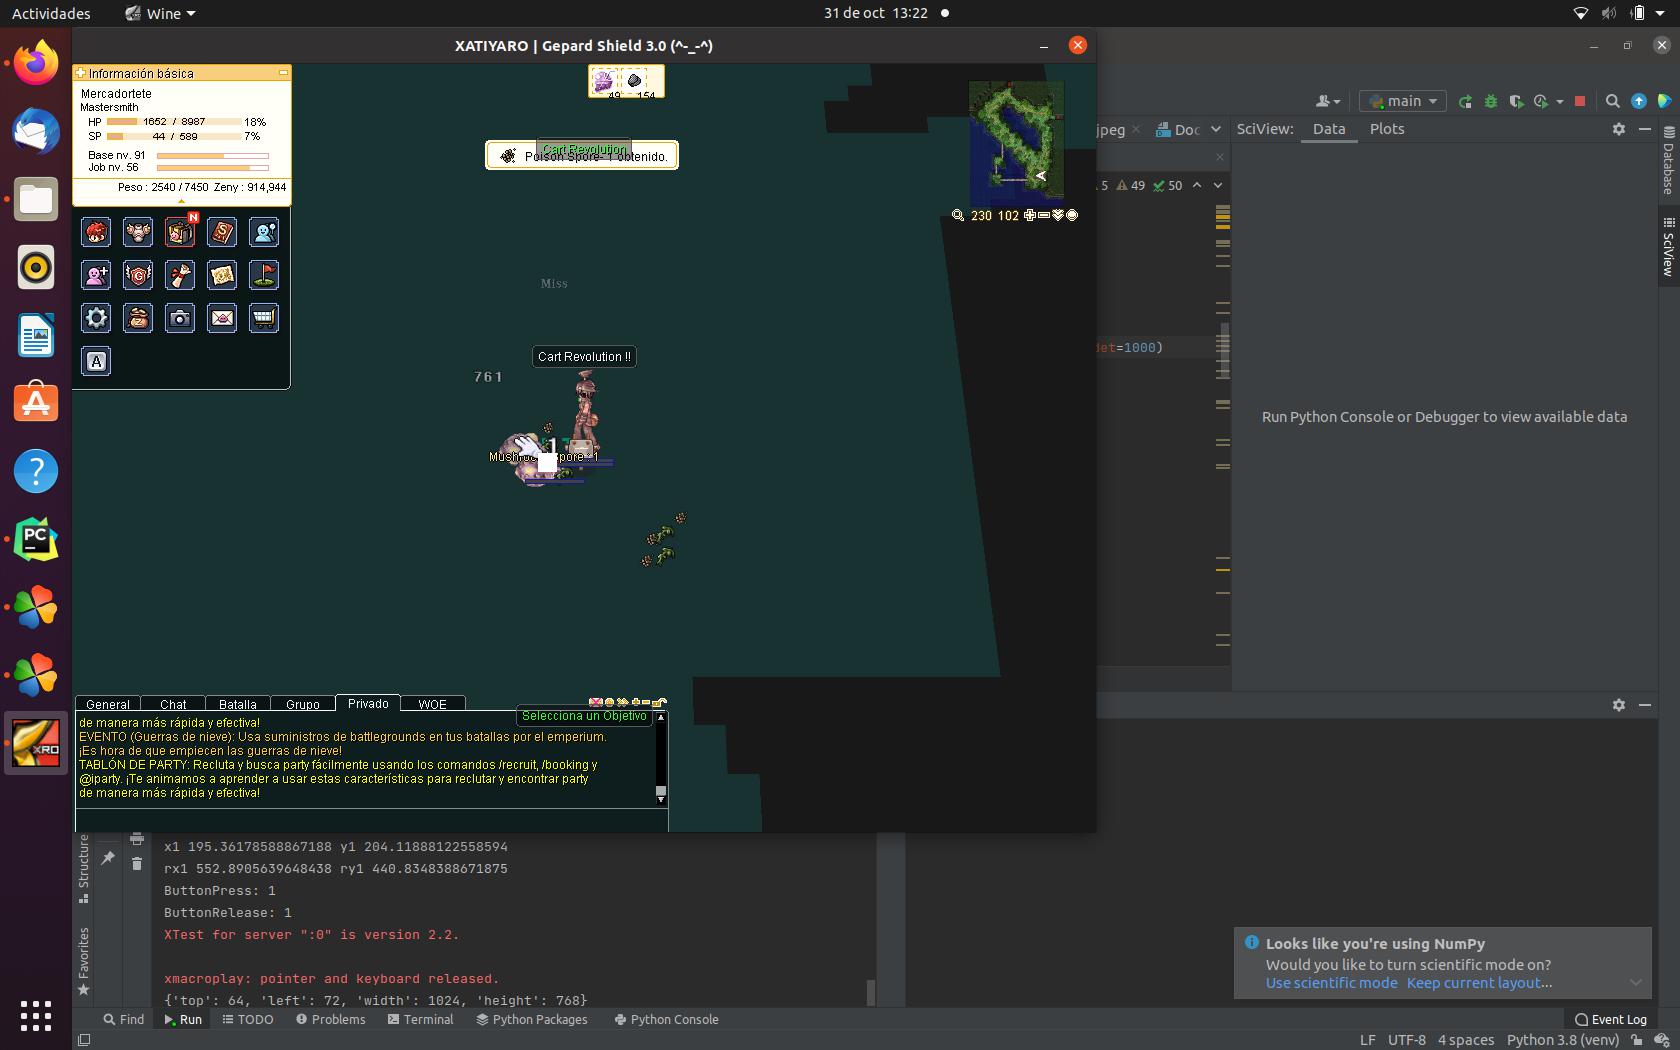 Actividades
Wine
31 de oct 13:22
XATIYARO | Gepard Shield 3.0 (^-_-^)
Información básica
Mercadortete
Mastersmith
HP 1652 / 8987 18%
SP 44 / 589 7%
Base nv. 91
Job nv. 56
Peso : 2540 / 7450 Zeny : 914,944
N
A
49 154
Cart Revolution
Poison Spore- 1 obtenido.
230 102
Miss
Cart Revolution !!
761
1
General
Chat
Batalla
Grupo
Privado
WOE
Selecciona un Objetivo
de manera más rápida y efectiva!
EVENTO (Guerras de nieve): Usa suministros de battlegrounds en tus batallas por el emperium.
¡Es hora de que empiecen las guerras de nieve!
TABLÓN DE PARTY: Recluta y busca party fácilmente usando los comandos /recruit, /booking y
@iparty. ¡Te animamos a aprender a usar estas características para reclutar y encontrar party
de manera más rápida y efectiva!
main
jpeg
Doc
SciView:
Data
Plots
5 49 50
Database
SciView
=1000)
Run Python Console or Debugger to view available data
PC
XRO
x1 195.36178588867188 y1 204.11888122558594
rx1 552.8905639648438 ry1 440.8348388671875
ButtonPress: 1
ButtonRelease: 1
XTest for server ":0" is version 2.2.
xmacroplay: pointer and keyboard released.
{'top': 64, 'left': 72, 'width': 1024, 'height': 768}
Structure
Favorites
Looks like you're using NumPy
Would you like to turn scientific mode on?
Use scientific mode Keep current layout...
Find
Run
TODO
Problems
Terminal
Python Packages
Python Console
Event Log
LF UTF-8 4 spaces Python 3.8 (venv)